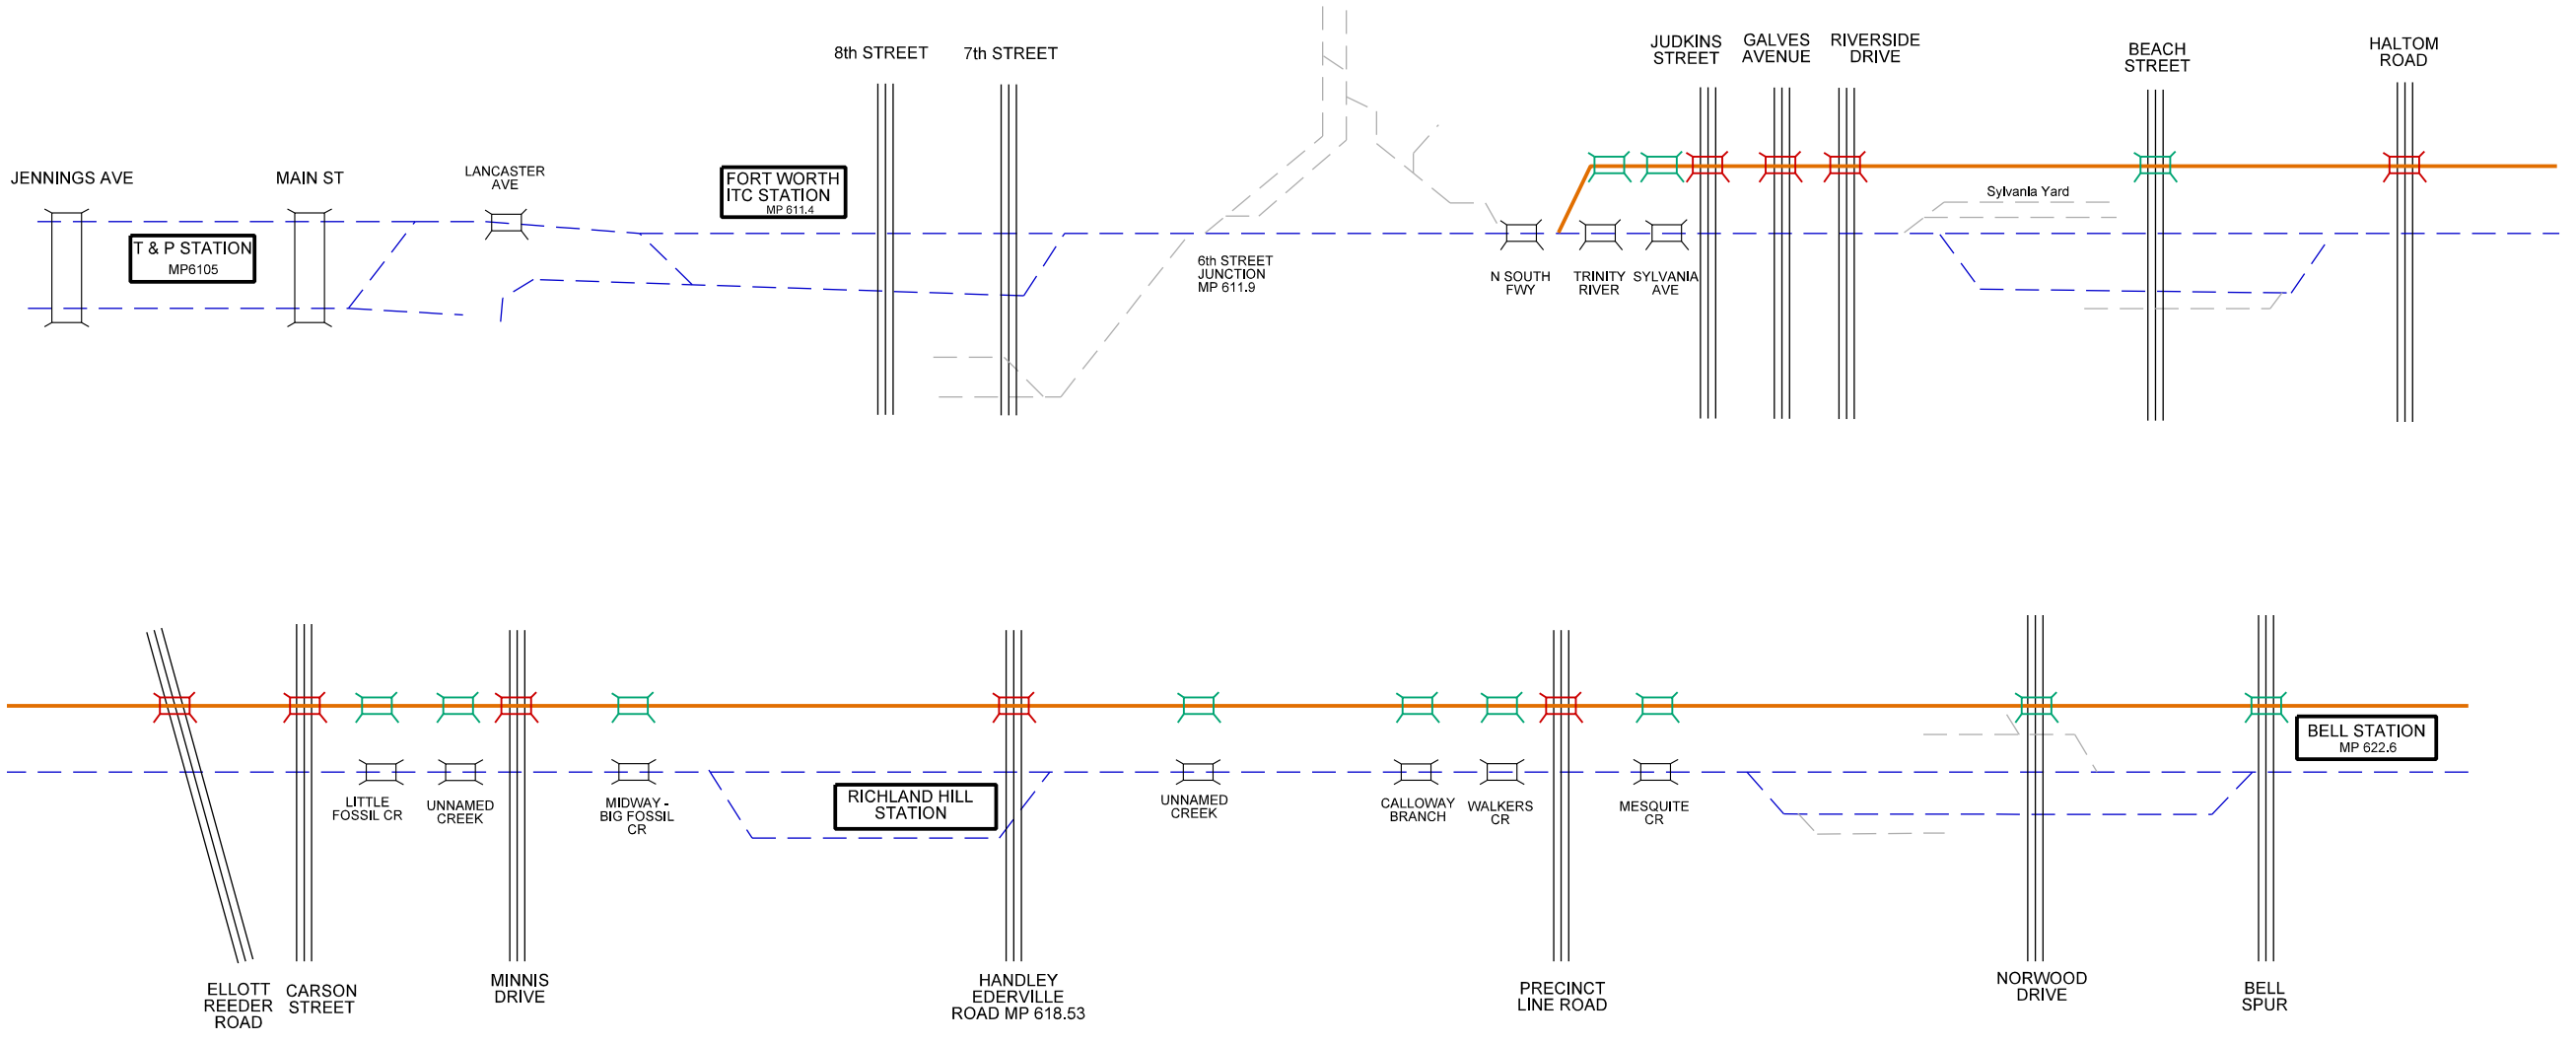 JENNINGS AVE
MAIN ST
LANCASTER
AVE
T & P STATION
MP6105
FORT WORTH
ITC STATION
MP 611.4
8th STREET
7th STREET
6th STREET
JUNCTION
MP 611.9
N SOUTH
FWY
TRINITY
RIVER
SYLVANIA
AVE
JUDKINS
STREET
GALVES
AVENUE
RIVERSIDE
DRIVE
Sylvania Yard
BEACH
STREET
HALTOM
ROAD
ELLOTT
REEDER
ROAD
CARSON
STREET
LITTLE
FOSSIL CR
UNNAMED
CREEK
MINNIS
DRIVE
MIDWAY -
BIG FOSSIL
CR
RICHLAND HILL
STATION
HANDLEY
EDERVILLE
ROAD MP 618.53
UNNAMED
CREEK
CALLOWAY
BRANCH
WALKERS
CR
PRECINCT
LINE ROAD
MESQUITE
CR
NORWOOD
DRIVE
BELL
SPUR
BELL STATION
MP 622.6